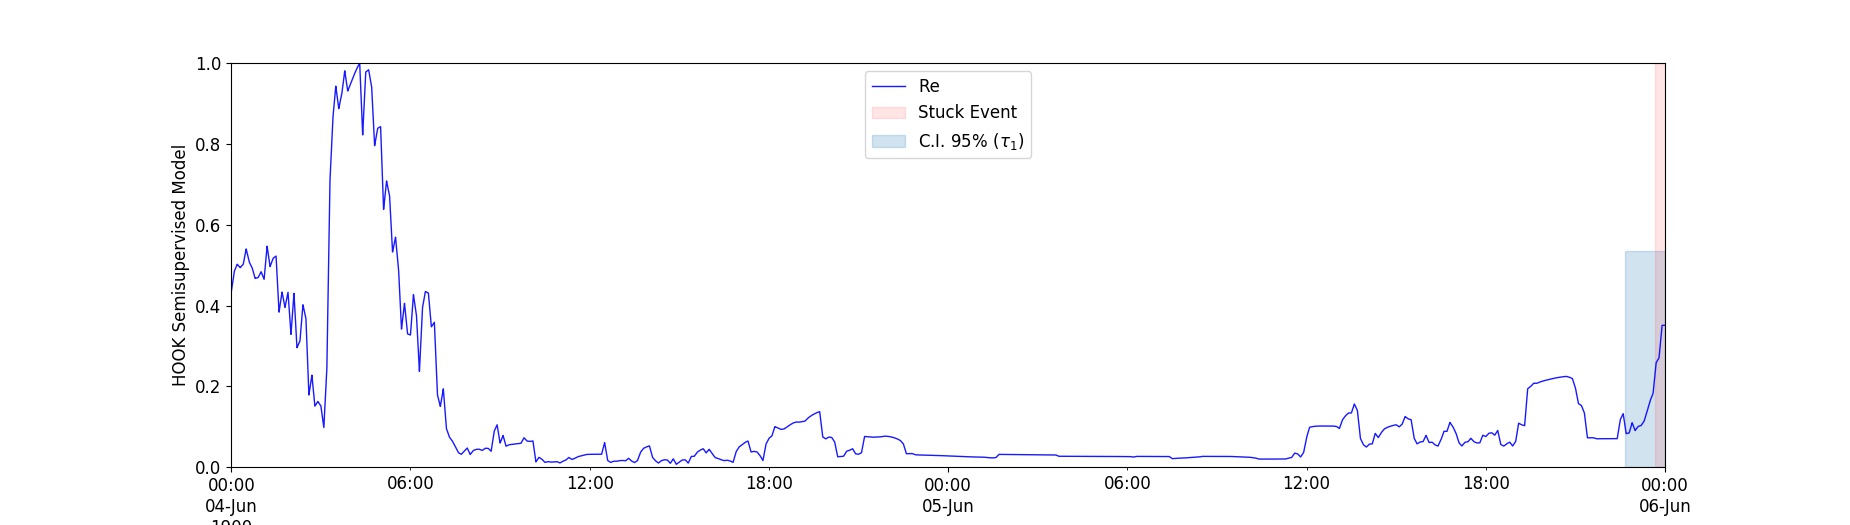 HOOK Semisupervised Model
1.0
0.8
0.6
0.4
0.2
0.0
Re
Stuck Event
C.I. 95% (τ₁)
00:00 06:00 12:00 18:00 00:00 06:00 12:00 18:00 00:00
04-Jun 05-Jun 06-Jun
1900